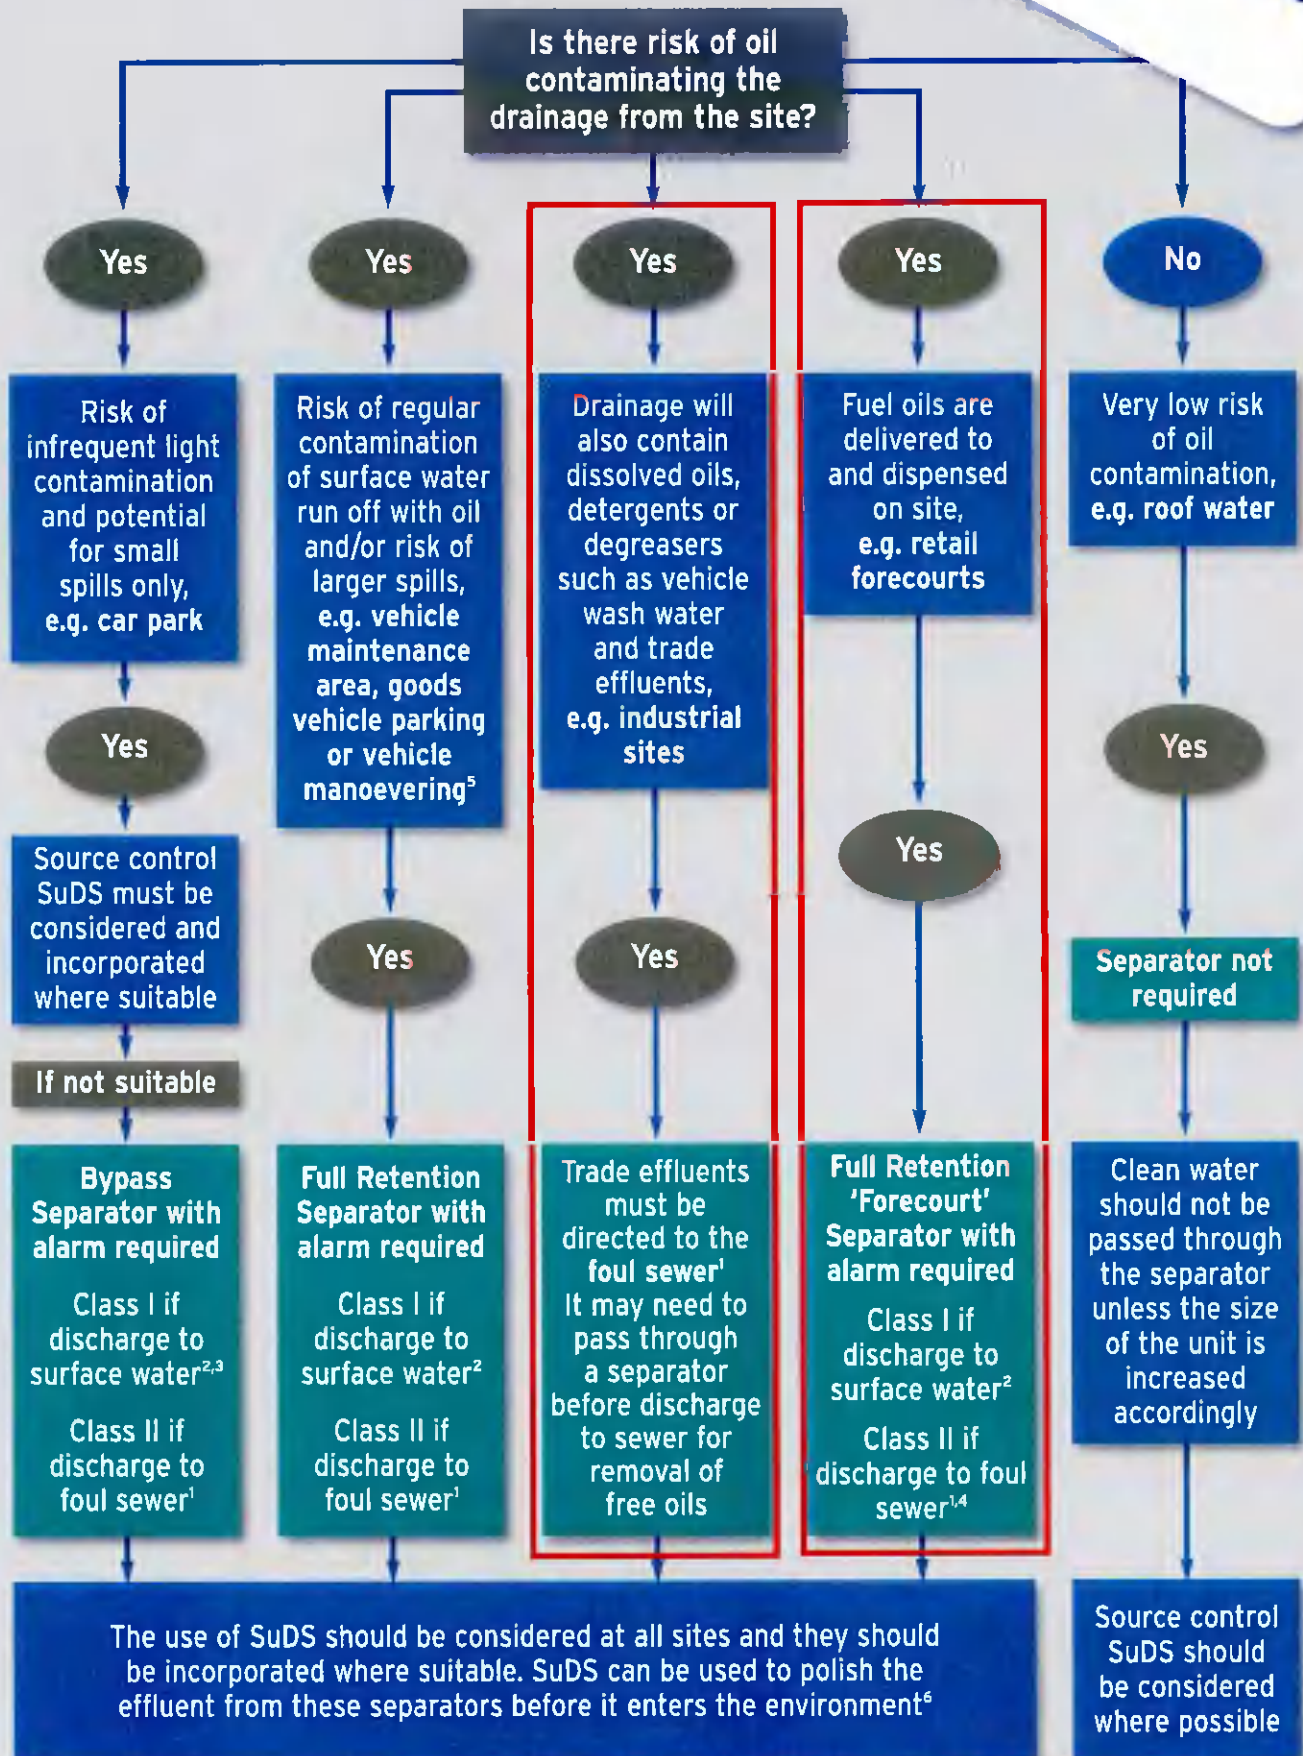 Is there risk of oil
contaminating the
drainage from the site?
Yes
Risk of
infrequent light
contamination
and potential
for small
spills only,
e.g. car park
Yes
Source control
SuDS must be
considered and
incorporated
where suitable
If not suitable
Bypass
Separator with
alarm required
Class I if
discharge to
surface water²,³
Class II if
discharge to
foul sewer¹
Yes
Risk of regular
contamination
of surface water
run off with oil
and/or risk of
larger spills,
e.g. vehicle
maintenance
area, goods
vehicle parking
or vehicle
manoevering⁵
Yes
Full Retention
Separator with
alarm required
Class I if
discharge to
surface water²
Class II if
discharge to
foul sewer¹
Yes
Drainage will
also contain
dissolved oils,
detergents or
degreasers
such as vehicle
wash water
and trade
effluents,
e.g. industrial
sites
Yes
Trade effluents
must be
directed to the
foul sewer¹
It may need to
pass through
a separator
before discharge
to sewer for
removal of
free oils
Yes
Fuel oils are
delivered to
and dispensed
on site,
e.g. retail
forecourts
Yes
Full Retention
'Forecourt'
Separator with
alarm required
Class I if
discharge to
surface water²
Class II if
discharge to foul
sewer¹,⁴
The use of SuDS should be considered at all sites and they should
be incorporated where suitable. SuDS can be used to polish the
effluent from these separators before it enters the environment⁶
No
Very low risk
of oil
contamination,
e.g. roof water
Yes
Separator not
required
Clean water
should not be
passed through
the separator
unless the size
of the unit is
increased
accordingly
Source control
SuDS should
be considered
where possible